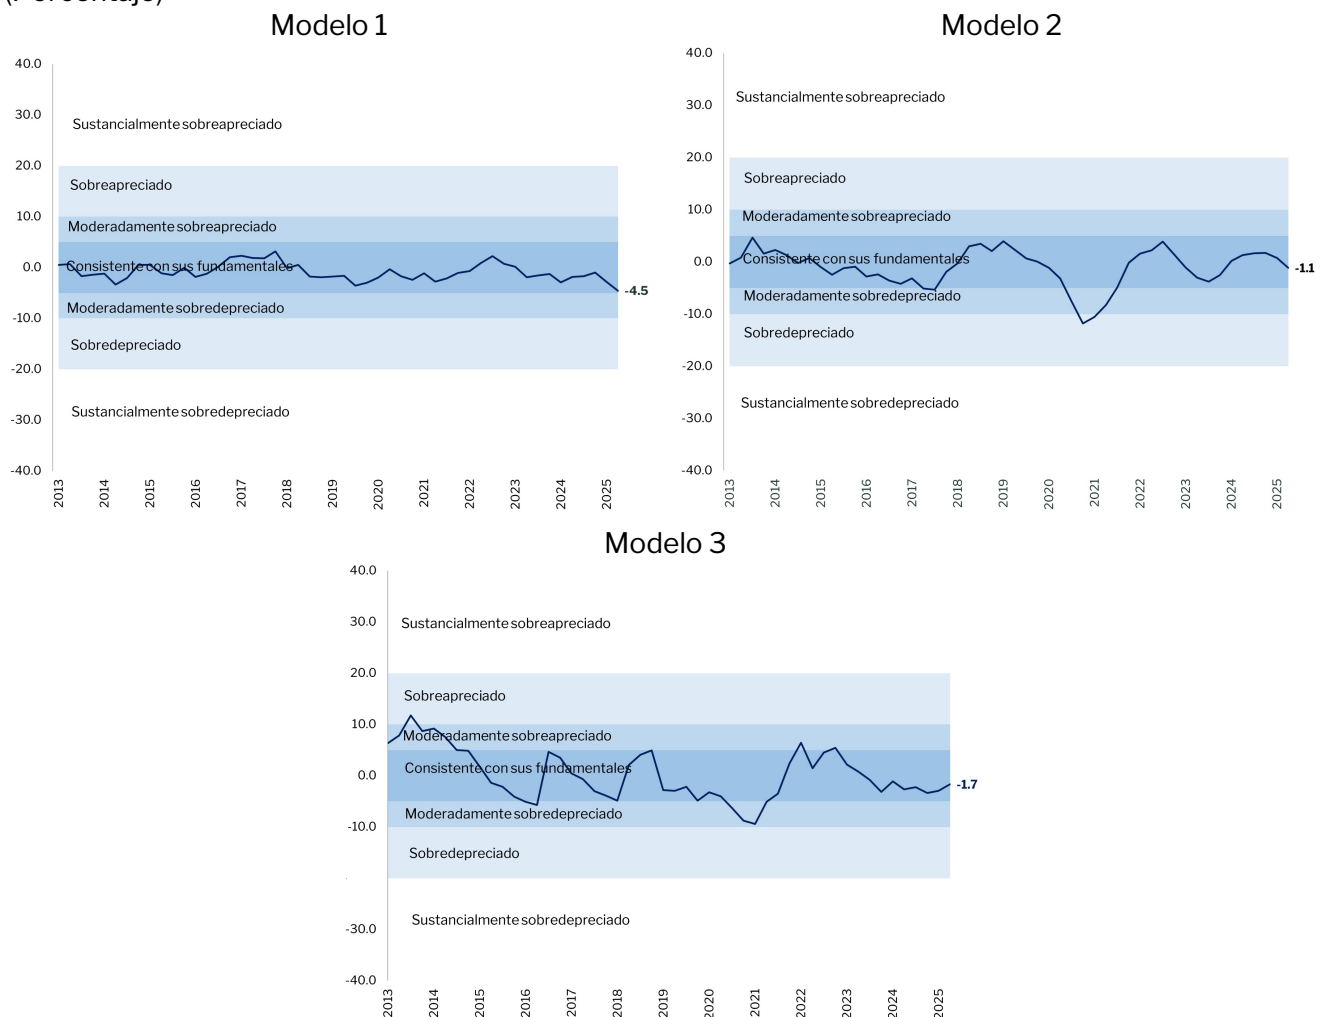 (Porcentaje)
Modelo 1
40.0
30.0
Sustancialmente sobreapreciado
20.0
Sobreapreciado
10.0
Moderadamente sobreapreciado
0.0
Consistente con sus fundamentales
-4.5
Moderadamente sobredepreciado
-10.0
Sobredepreciado
-20.0
Sustancialmente sobredepreciado
-30.0
-40.0
2013 2014 2015 2016 2017 2018 2019 2020 2021 2022 2023 2024 2025
Modelo 2
40.0
Sustancialmente sobreapreciado
30.0
20.0
Sobreapreciado
10.0
Moderadamente sobreapreciado
Consistente con sus fundamentales
0.0
-1.1
Moderadamente sobredepreciado
-10.0
Sobredepreciado
-20.0
Sustancialmente sobredepreciado
-30.0
-40.0
2013 2014 2015 2016 2017 2018 2019 2020 2021 2022 2023 2024 2025
Modelo 3
40.0
30.0
Sustancialmente sobreapreciado
20.0
Sobreapreciado
10.0
Moderadamente sobreapreciado
Consistente con sus fundamentales
0.0
-1.7
Moderadamente sobredepreciado
-10.0
Sobredepreciado
Sustancialmente sobredepreciado
-30.0
-40.0
2013 2014 2015 2016 2017 2018 2019 2020 2021 2022 2023 2024 2025